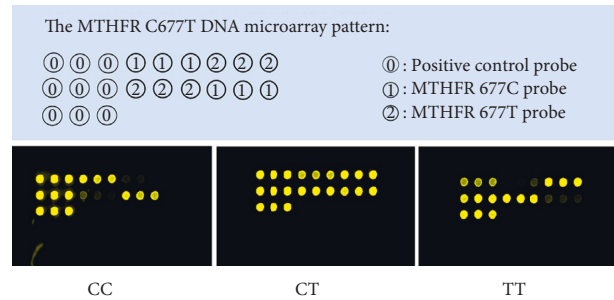 The MTHFR C677T DNA microarray pattern:
⓪ ⓪ ⓪ ① ① ① ② ② ②
⓪ ⓪ ⓪ ② ② ② ① ① ①
⓪ ⓪ ⓪
⓪ : Positive control probe
① : MTHFR 677C probe
② : MTHFR 677T probe
CC CT TT